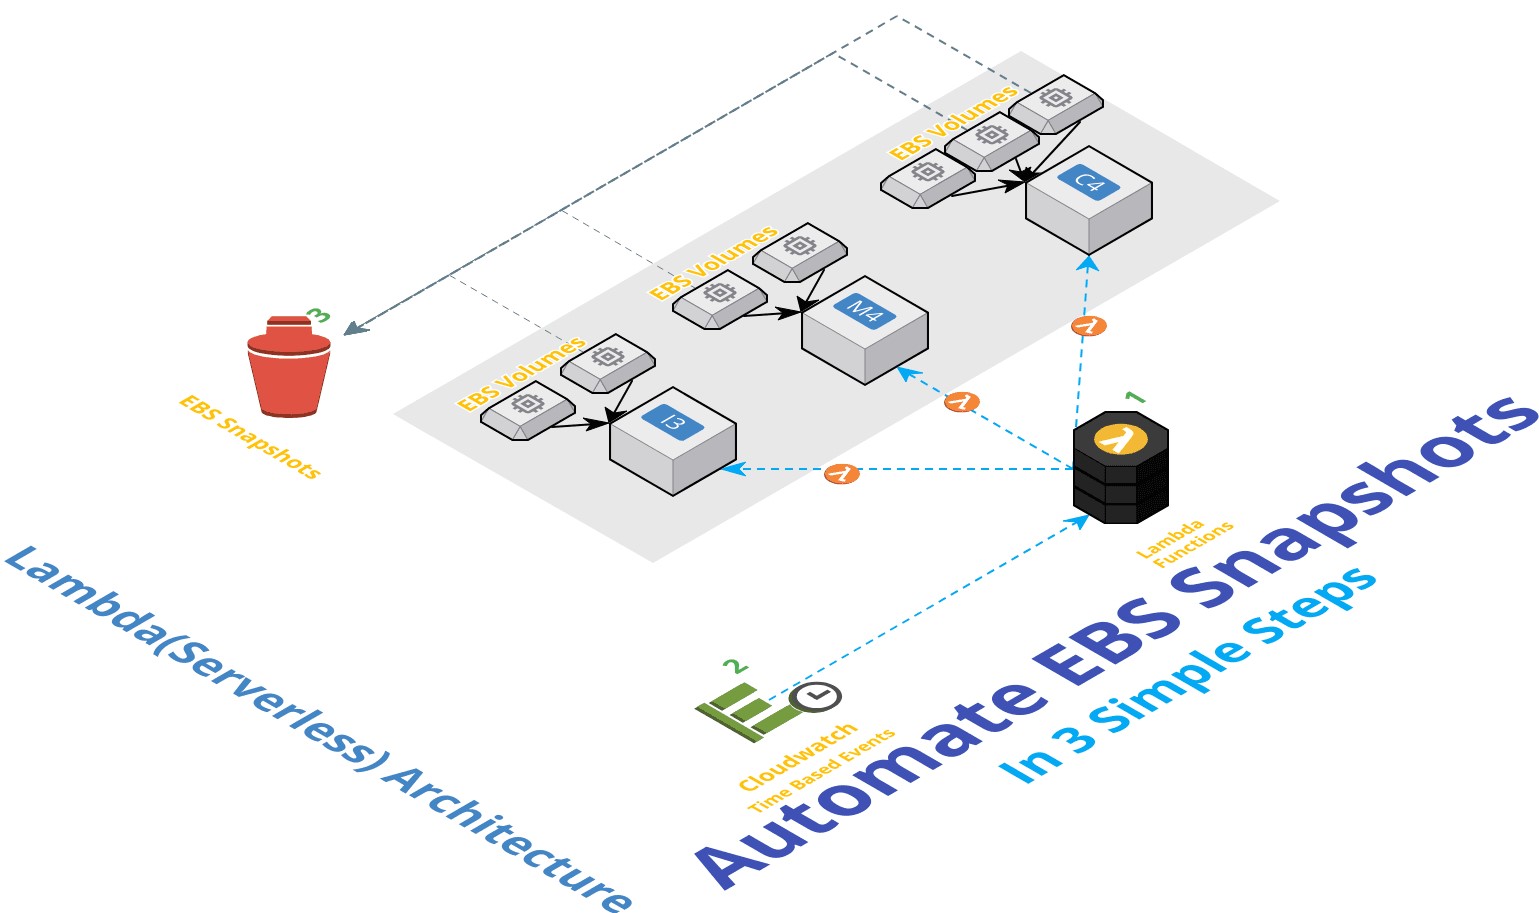 EBS Volumes
C4
EBS Volumes
M4
EBS Volumes
I3
3
EBS Snapshots
1
λ
λ
λ
λ
Lambda
Functions
2
Cloudwatch
Time Based Events
Automate EBS Snapshots
In 3 Simple Steps
Lambda(Serverless) Architecture